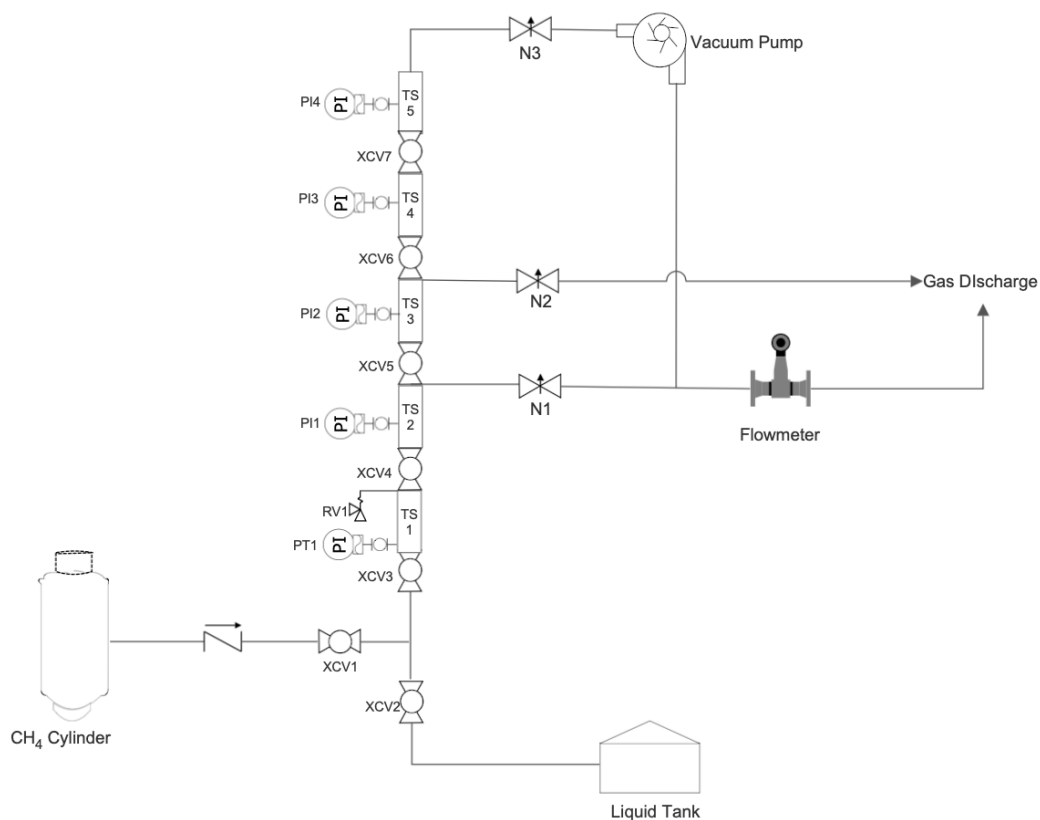 N3
Vacuum Pump
PI4
PI
TS
5
XCV7
PI3
PI
TS
4
XCV6
N2
Gas DIscharge
PI2
PI
TS
3
XCV5
N1
Flowmeter
PI1
PI
TS
2
XCV4
RV1
TS
1
PT1
PI
XCV3
XCV1
XCV2
CH₄ Cylinder
Liquid Tank